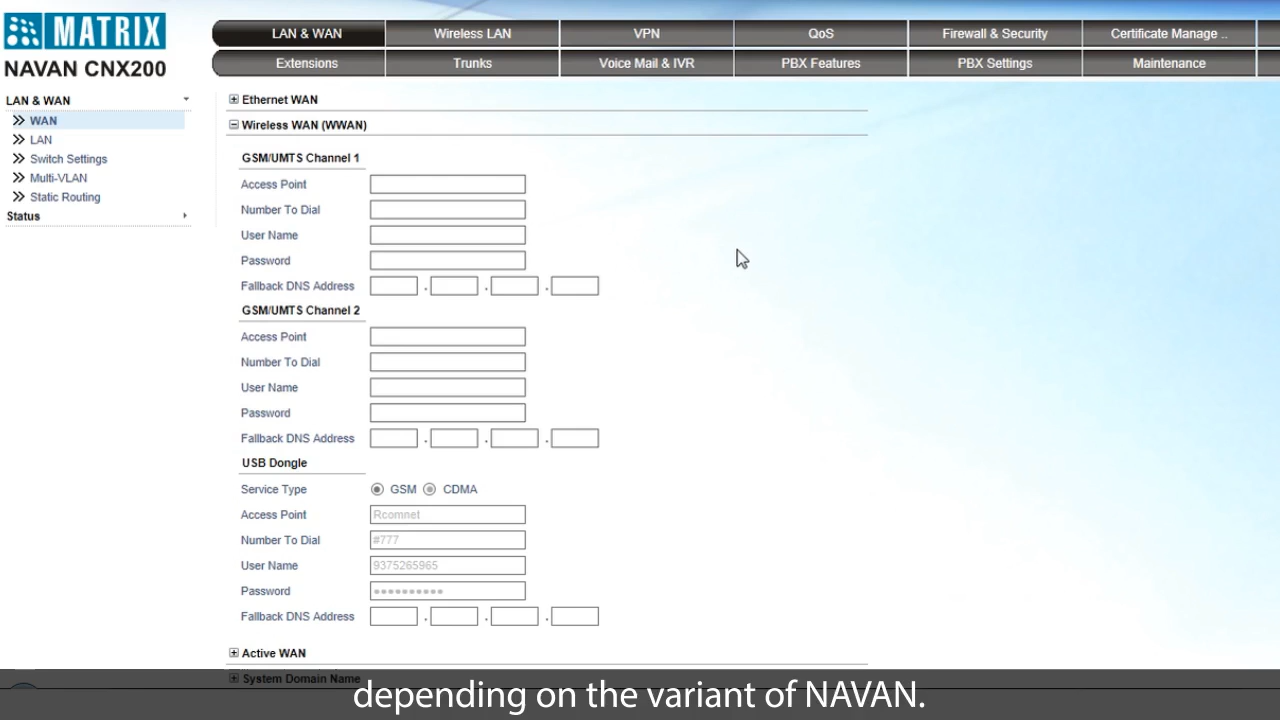 MATRIX
NAVAN CNX200
LAN & WAN
Wireless LAN
VPN
QoS
Firewall & Security
Certificate Manage ..
Extensions
Trunks
Voice Mail & IVR
PBX Features
PBX Settings
Maintenance
LAN & WAN
WAN
LAN
Switch Settings
Multi-VLAN
Static Routing
Status
Ethernet WAN
Wireless WAN (WWAN)
GSM/UMTS Channel 1
Access Point
Number To Dial
User Name
Password
Fallback DNS Address . . .
GSM/UMTS Channel 2
Access Point
Number To Dial
User Name
Password
Fallback DNS Address . . .
USB Dongle
Service Type GSM CDMA
Access Point Rcomnet
Number To Dial #777
User Name 9375265965
Password ••••••••••
Fallback DNS Address . . .
Active WAN
System Domain Name
depending on the variant of NAVAN.